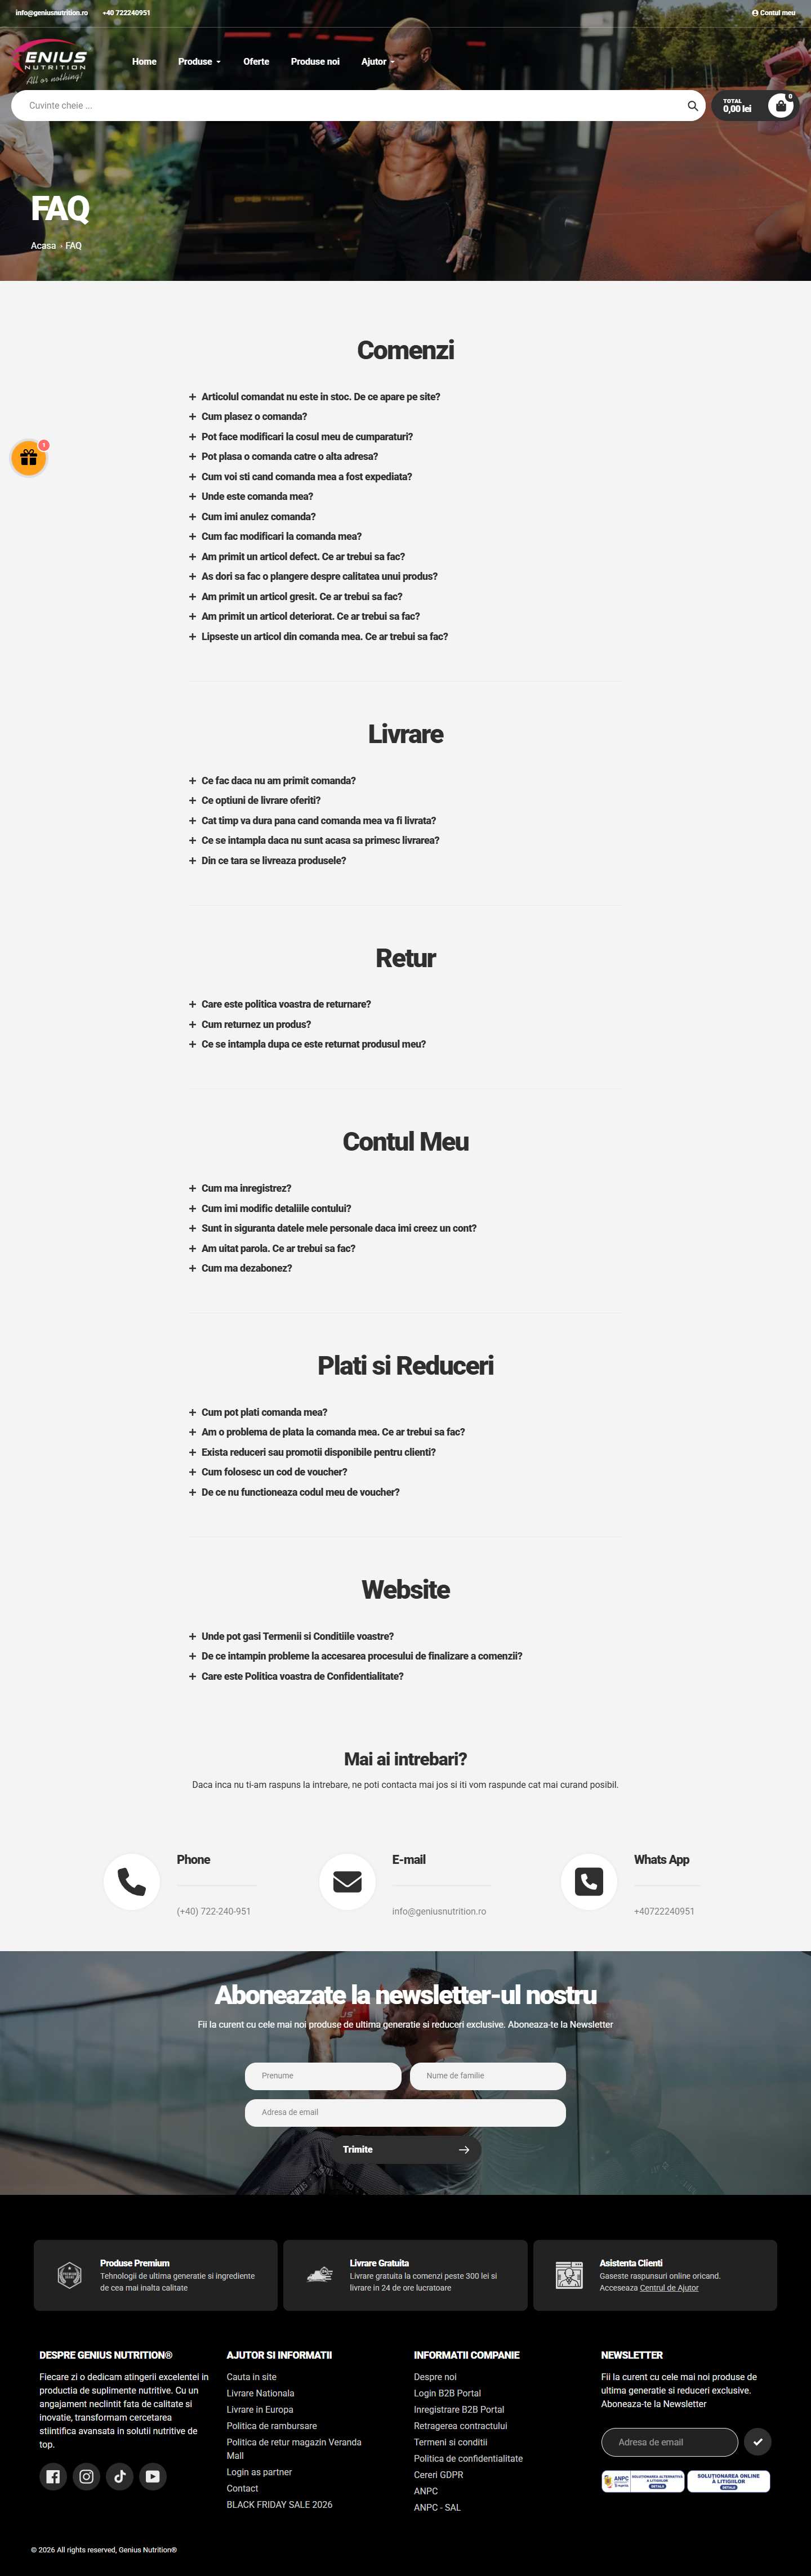 info@geniusnutrition.ro +40 722240951 Contul meu
ENIUS
NUTRITION
All or nothing!
Home Produse Oferte Produse noi Ajutor
Cuvinte cheie ...
TOTAL
0,00 lei
0
FAQ
Acasa › FAQ
Comenzi
+ Articolul comandat nu este in stoc. De ce apare pe site?
+ Cum plasez o comanda?
+ Pot face modificari la cosul meu de cumparaturi?
+ Pot plasa o comanda catre o alta adresa?
+ Cum voi sti cand comanda mea a fost expediata?
+ Unde este comanda mea?
+ Cum imi anulez comanda?
+ Cum fac modificari la comanda mea?
+ Am primit un articol defect. Ce ar trebui sa fac?
+ As dori sa fac o plangere despre calitatea unui produs?
+ Am primit un articol gresit. Ce ar trebui sa fac?
+ Am primit un articol deteriorat. Ce ar trebui sa fac?
+ Lipseste un articol din comanda mea. Ce ar trebui sa fac?
1
Livrare
+ Ce fac daca nu am primit comanda?
+ Ce optiuni de livrare oferiti?
+ Cat timp va dura pana cand comanda mea va fi livrata?
+ Ce se intampla daca nu sunt acasa sa primesc livrarea?
+ Din ce tara se livreaza produsele?
Retur
+ Care este politica voastra de returnare?
+ Cum returnez un produs?
+ Ce se intampla dupa ce este returnat produsul meu?
Contul Meu
+ Cum ma inregistrez?
+ Cum imi modific detaliile contului?
+ Sunt in siguranta datele mele personale daca imi creez un cont?
+ Am uitat parola. Ce ar trebui sa fac?
+ Cum ma dezabonez?
Plati si Reduceri
+ Cum pot plati comanda mea?
+ Am o problema de plata la comanda mea. Ce ar trebui sa fac?
+ Exista reduceri sau promotii disponibile pentru clienti?
+ Cum folosesc un cod de voucher?
+ De ce nu functioneaza codul meu de voucher?
Website
+ Unde pot gasi Termenii si Conditiile voastre?
+ De ce intampin probleme la accesarea procesului de finalizare a comenzii?
+ Care este Politica voastra de Confidentialitate?
Mai ai intrebari?
Daca inca nu ti-am raspuns la intrebare, ne poti contacta mai jos si iti vom raspunde cat mai curand posibil.
Phone
(+40) 722-240-951
E-mail
info@geniusnutrition.ro
Whats App
+40722240951
Aboneazate la newsletter-ul nostru
Fii la curent cu cele mai noi produse de ultima generatie si reduceri exclusive. Aboneaza-te la Newsletter
Prenume Nume de familie
Adresa de email
Trimite
Produse Premium
Tehnologii de ultima generatie si ingrediente
de cea mai inalta calitate
Livrare Gratuita
Livrare gratuita la comenzi peste 300 lei si
livrare in 24 de ore lucratoare
Asistenta Clienti
Gaseste raspunsuri online oricand.
Acceseaza Centrul de Ajutor
DESPRE GENIUS NUTRITION®
Fiecare zi o dedicam atingerii excelentei in
productia de suplimente nutritive. Cu un
angajament neclintit fata de calitate si
inovatie, transformam cercetarea
stiintifica avansata in solutii nutritive de
top.
AJUTOR SI INFORMATII
Cauta in site
Livrare Nationala
Livrare in Europa
Politica de rambursare
Politica de retur magazin Veranda
Mall
Login as partner
Contact
BLACK FRIDAY SALE 2026
INFORMATII COMPANIE
Despre noi
Login B2B Portal
Inregistrare B2B Portal
Retragerea contractului
Termeni si conditii
Politica de confidentialitate
Cereri GDPR
ANPC
ANPC - SAL
NEWSLETTER
Fii la curent cu cele mai noi produse de
ultima generatie si reduceri exclusive.
Aboneaza-te la Newsletter
Adresa de email
ANPC
SOLUȚIONAREA ALTERNATIVĂ
A LITIGIILOR
DETALII
SOLUȚIONAREA ONLINE
A LITIGIILOR
DETALII
© 2026 All rights reserved, Genius Nutrition®